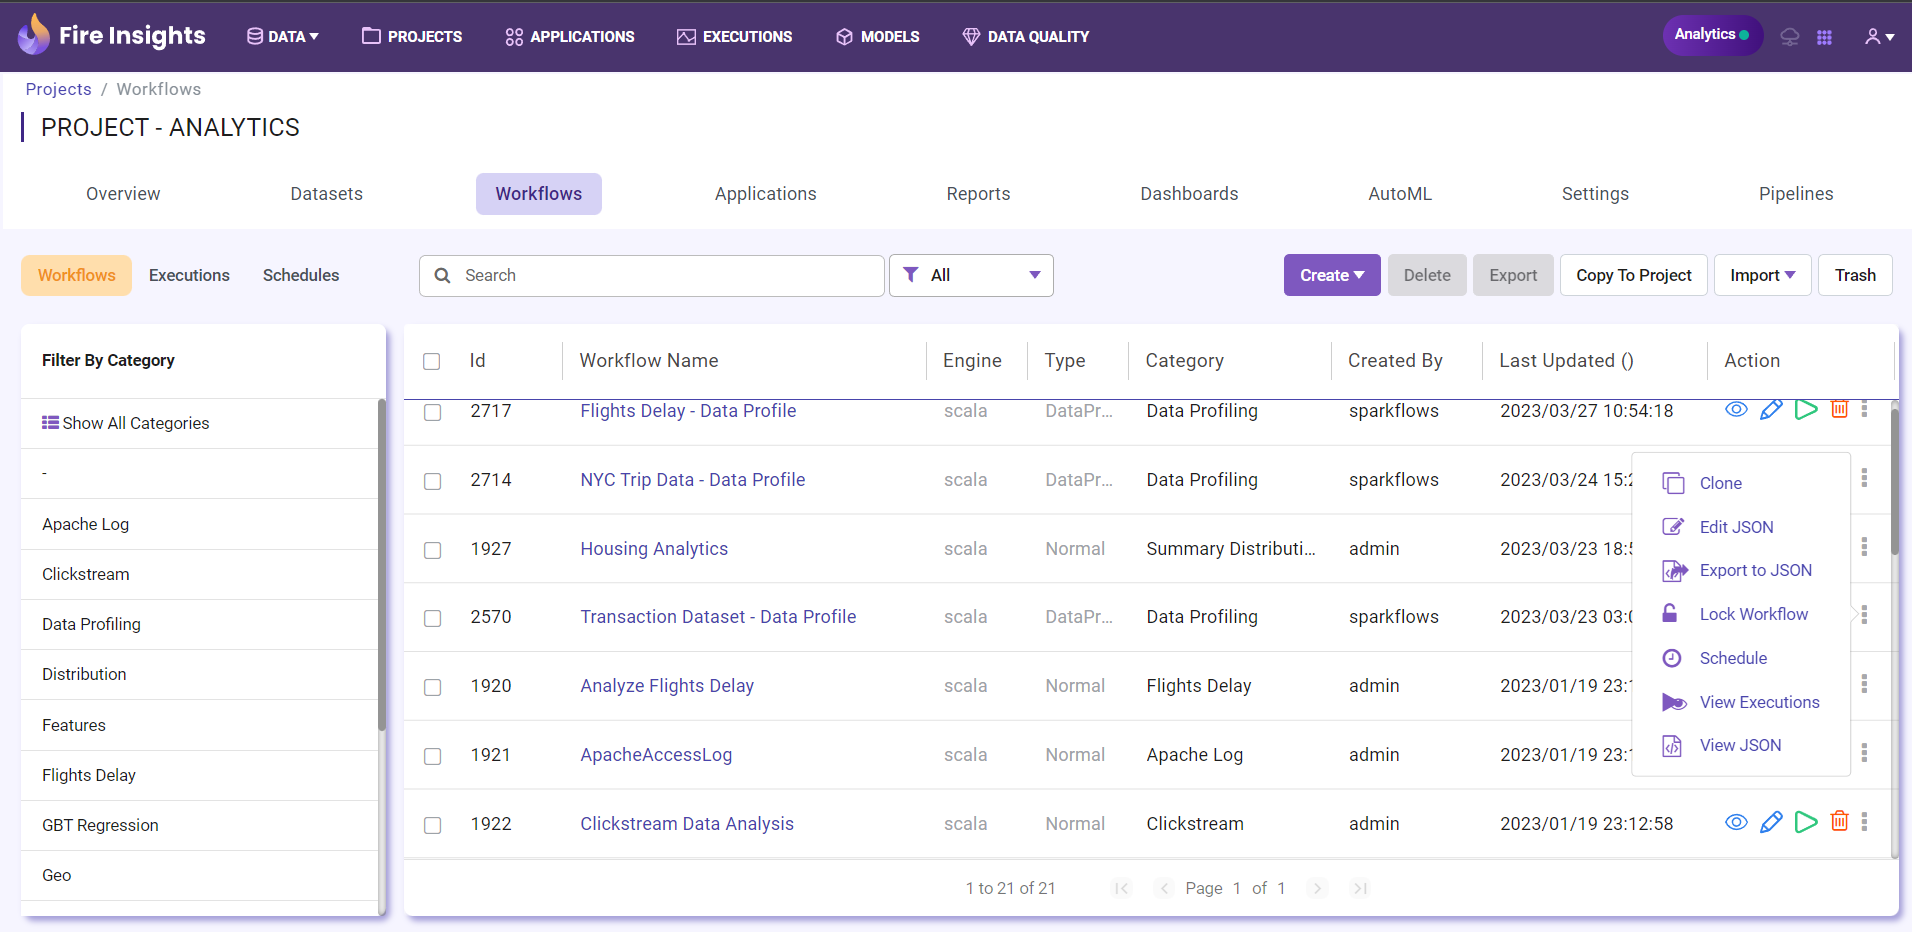 Fire Insights DATA PROJECTS APPLICATIONS EXECUTIONS MODELS DATA QUALITY Analytics
Projects / Workflows
PROJECT - ANALYTICS
Overview Datasets Workflows Applications Reports Dashboards AutoML Settings Pipelines
Workflows Executions Schedules Search All Create Delete Export Copy To Project Import Trash
Filter By Category
Show All Categories
-
Apache Log
Clickstream
Data Profiling
Distribution
Features
Flights Delay
GBT Regression
Geo
Id Workflow Name Engine Type Category Created By Last Updated () Action
2717 Flights Delay - Data Profile scala DataPr... Data Profiling sparkflows 2023/03/27 10:54:18
2714 NYC Trip Data - Data Profile scala DataPr... Data Profiling sparkflows 2023/03/24 15:2
1927 Housing Analytics scala Normal Summary Distributi... admin 2023/03/23 18:5
2570 Transaction Dataset - Data Profile scala DataPr... Data Profiling sparkflows 2023/03/23 03:0
1920 Analyze Flights Delay scala Normal Flights Delay admin 2023/01/19 23:1
1921 ApacheAccessLog scala Normal Apache Log admin 2023/01/19 23:1
1922 Clickstream Data Analysis scala Normal Clickstream admin 2023/01/19 23:12:58
Clone
Edit JSON
Export to JSON
Lock Workflow
Schedule
View Executions
View JSON
1 to 21 of 21 Page 1 of 1